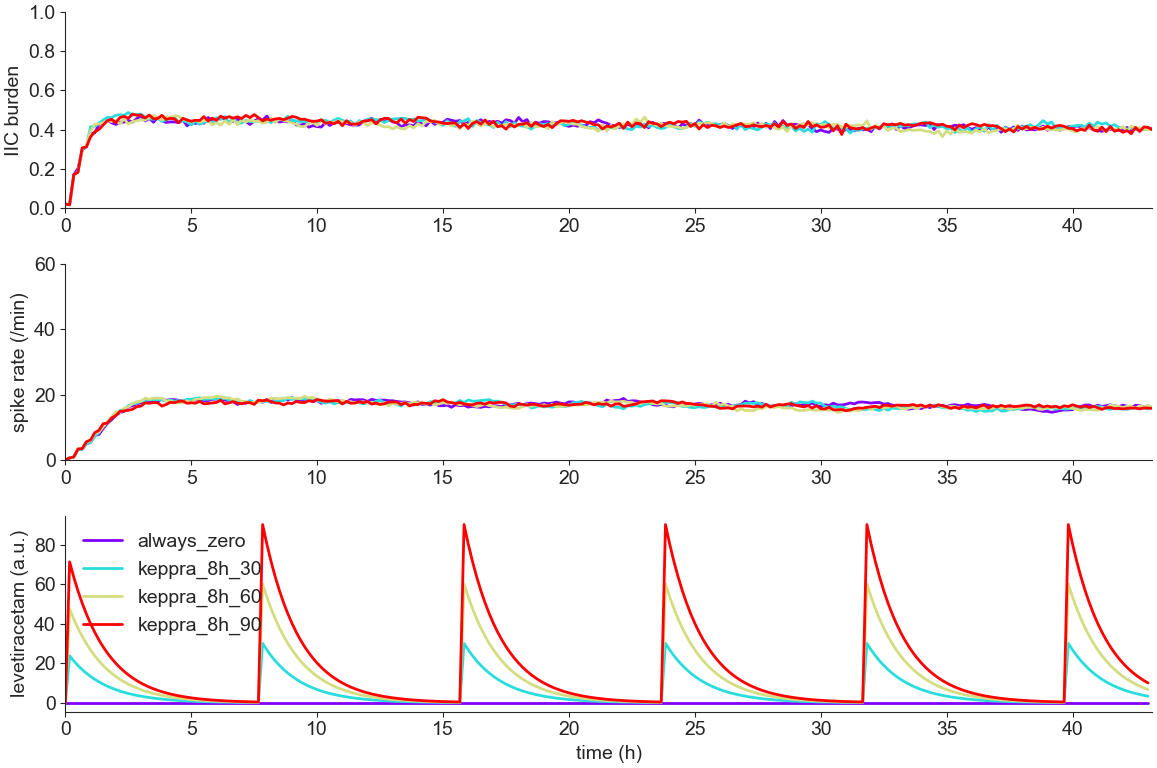 IIC burden
1.0
0.8
0.6
0.4
0.2
0.0
0 5 10 15 20 25 30 35 40
spike rate (/min)
60
40
20
0
0 5 10 15 20 25 30 35 40
levetiracetam (a.u.)
80
60
40
20
0
always_zero
keppra_8h_30
keppra_8h_60
keppra_8h_90
0 5 10 15 20 25 30 35 40
time (h)